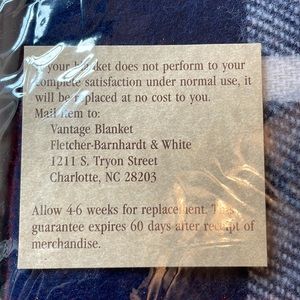 If your blanket does not perform to your
complete satisfaction under normal use, it
will be replaced at no cost to you.
Mail item to:
Vantage Blanket
Fletcher-Barnhardt & White
1211 S. Tryon Street
Charlotte, NC 28203
Allow 4-6 weeks for replacement. This
guarantee expires 60 days after receipt of
merchandise.